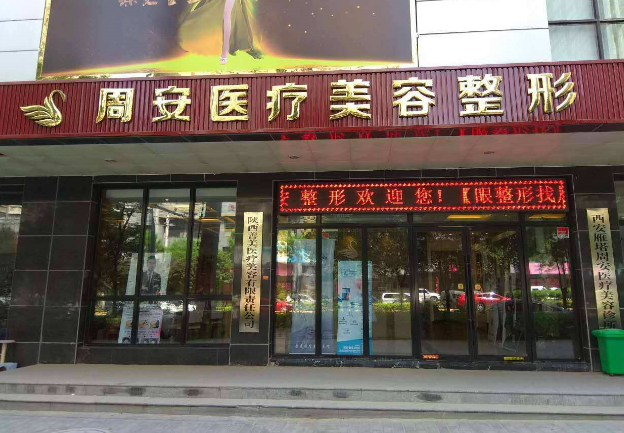 周安医疗美容整形
整形欢迎您!【眼整形找
陕西善美医疗美容有限责任公司
西安雁塔周安医疗美容诊所